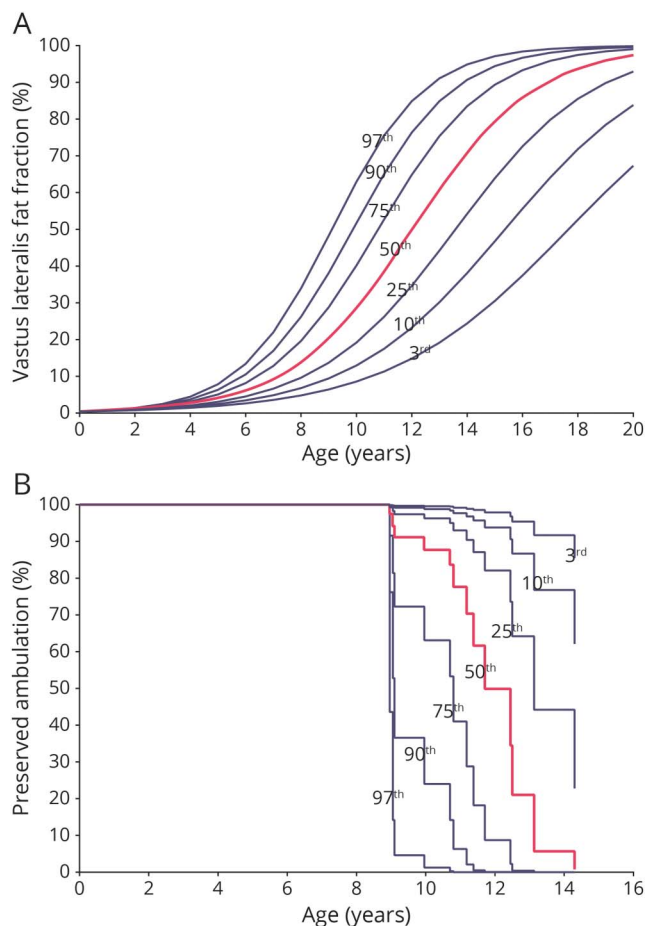 A
Vastus lateralis fat fraction (%)
100
90
80
70
60
50
40
30
20
10
0
97th
90th
75th
50th
25th
10th
3rd
0 2 4 6 8 10 12 14 16 18 20
Age (years)
B
Preserved ambulation (%)
100
90
80
70
60
50
40
30
20
10
0
3rd
10th
25th
50th
75th
90th
97th
0 2 4 6 8 10 12 14 16
Age (years)